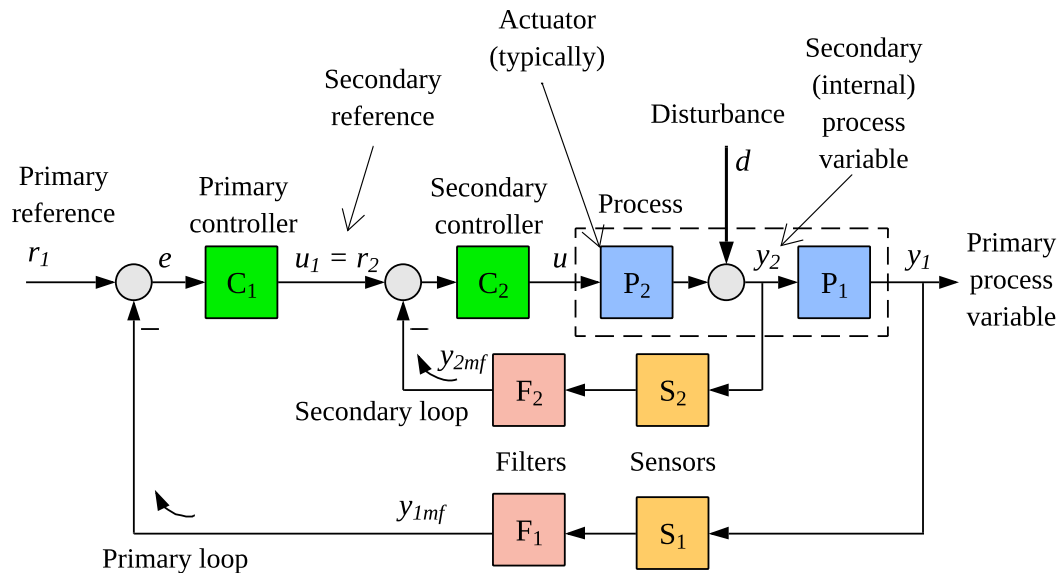 Actuator
(typically)
Secondary
(internal)
process
variable
Secondary
reference
Disturbance
d
Primary
reference
r1
Primary
controller
Secondary
controller
Process
e
C1
u1 = r2
C2
u
P2
y2
P1
y1
Primary
process
variable
−
−
y2mf
F2
S2
Secondary loop
Filters
Sensors
y1mf
F1
S1
Primary loop